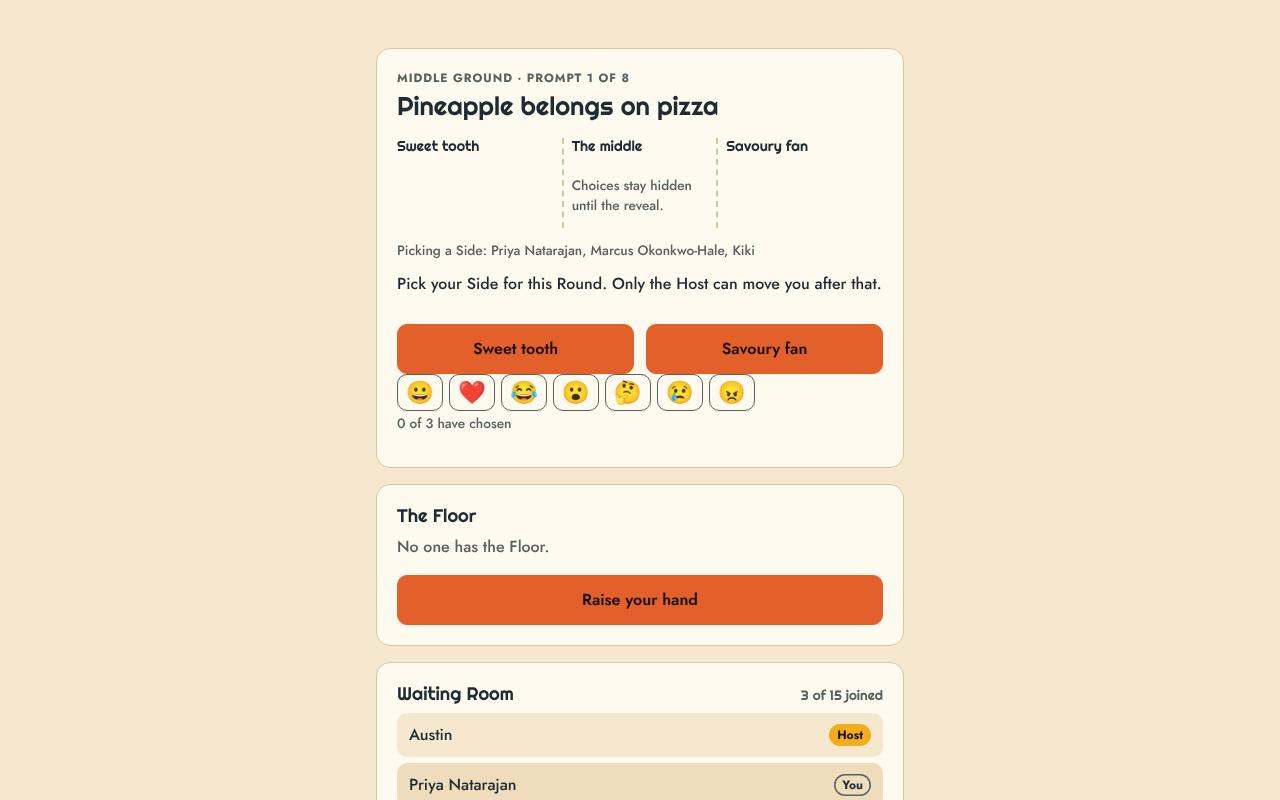 MIDDLE GROUND · PROMPT 1 OF 8
Pineapple belongs on pizza
Sweet tooth
The middle
Savoury fan
Choices stay hidden
until the reveal.
Picking a Side: Priya Natarajan, Marcus Okonkwo-Hale, Kiki
Pick your Side for this Round. Only the Host can move you after that.
Sweet tooth
Savoury fan
0 of 3 have chosen
The Floor
No one has the Floor.
Raise your hand
Waiting Room
3 of 15 joined
Austin
Host
Priya Natarajan
You